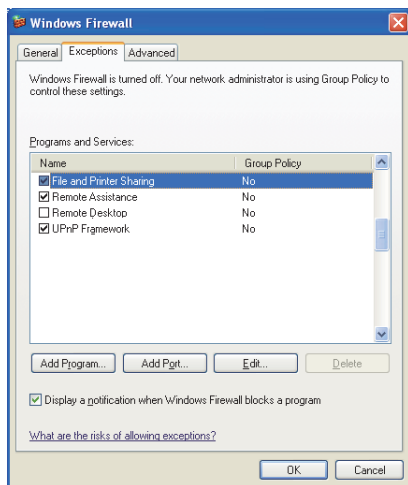 Windows Firewall
General Exceptions Advanced
Windows Firewall is turned off. Your network administrator is using Group Policy to
control these settings.
Programs and Services:
Name Group Policy
File and Printer Sharing No
Remote Assistance No
Remote Desktop No
UPnP Framework No
Add Program... Add Port... Edit... Delete
Display a notification when Windows Firewall blocks a program
What are the risks of allowing exceptions?
OK Cancel